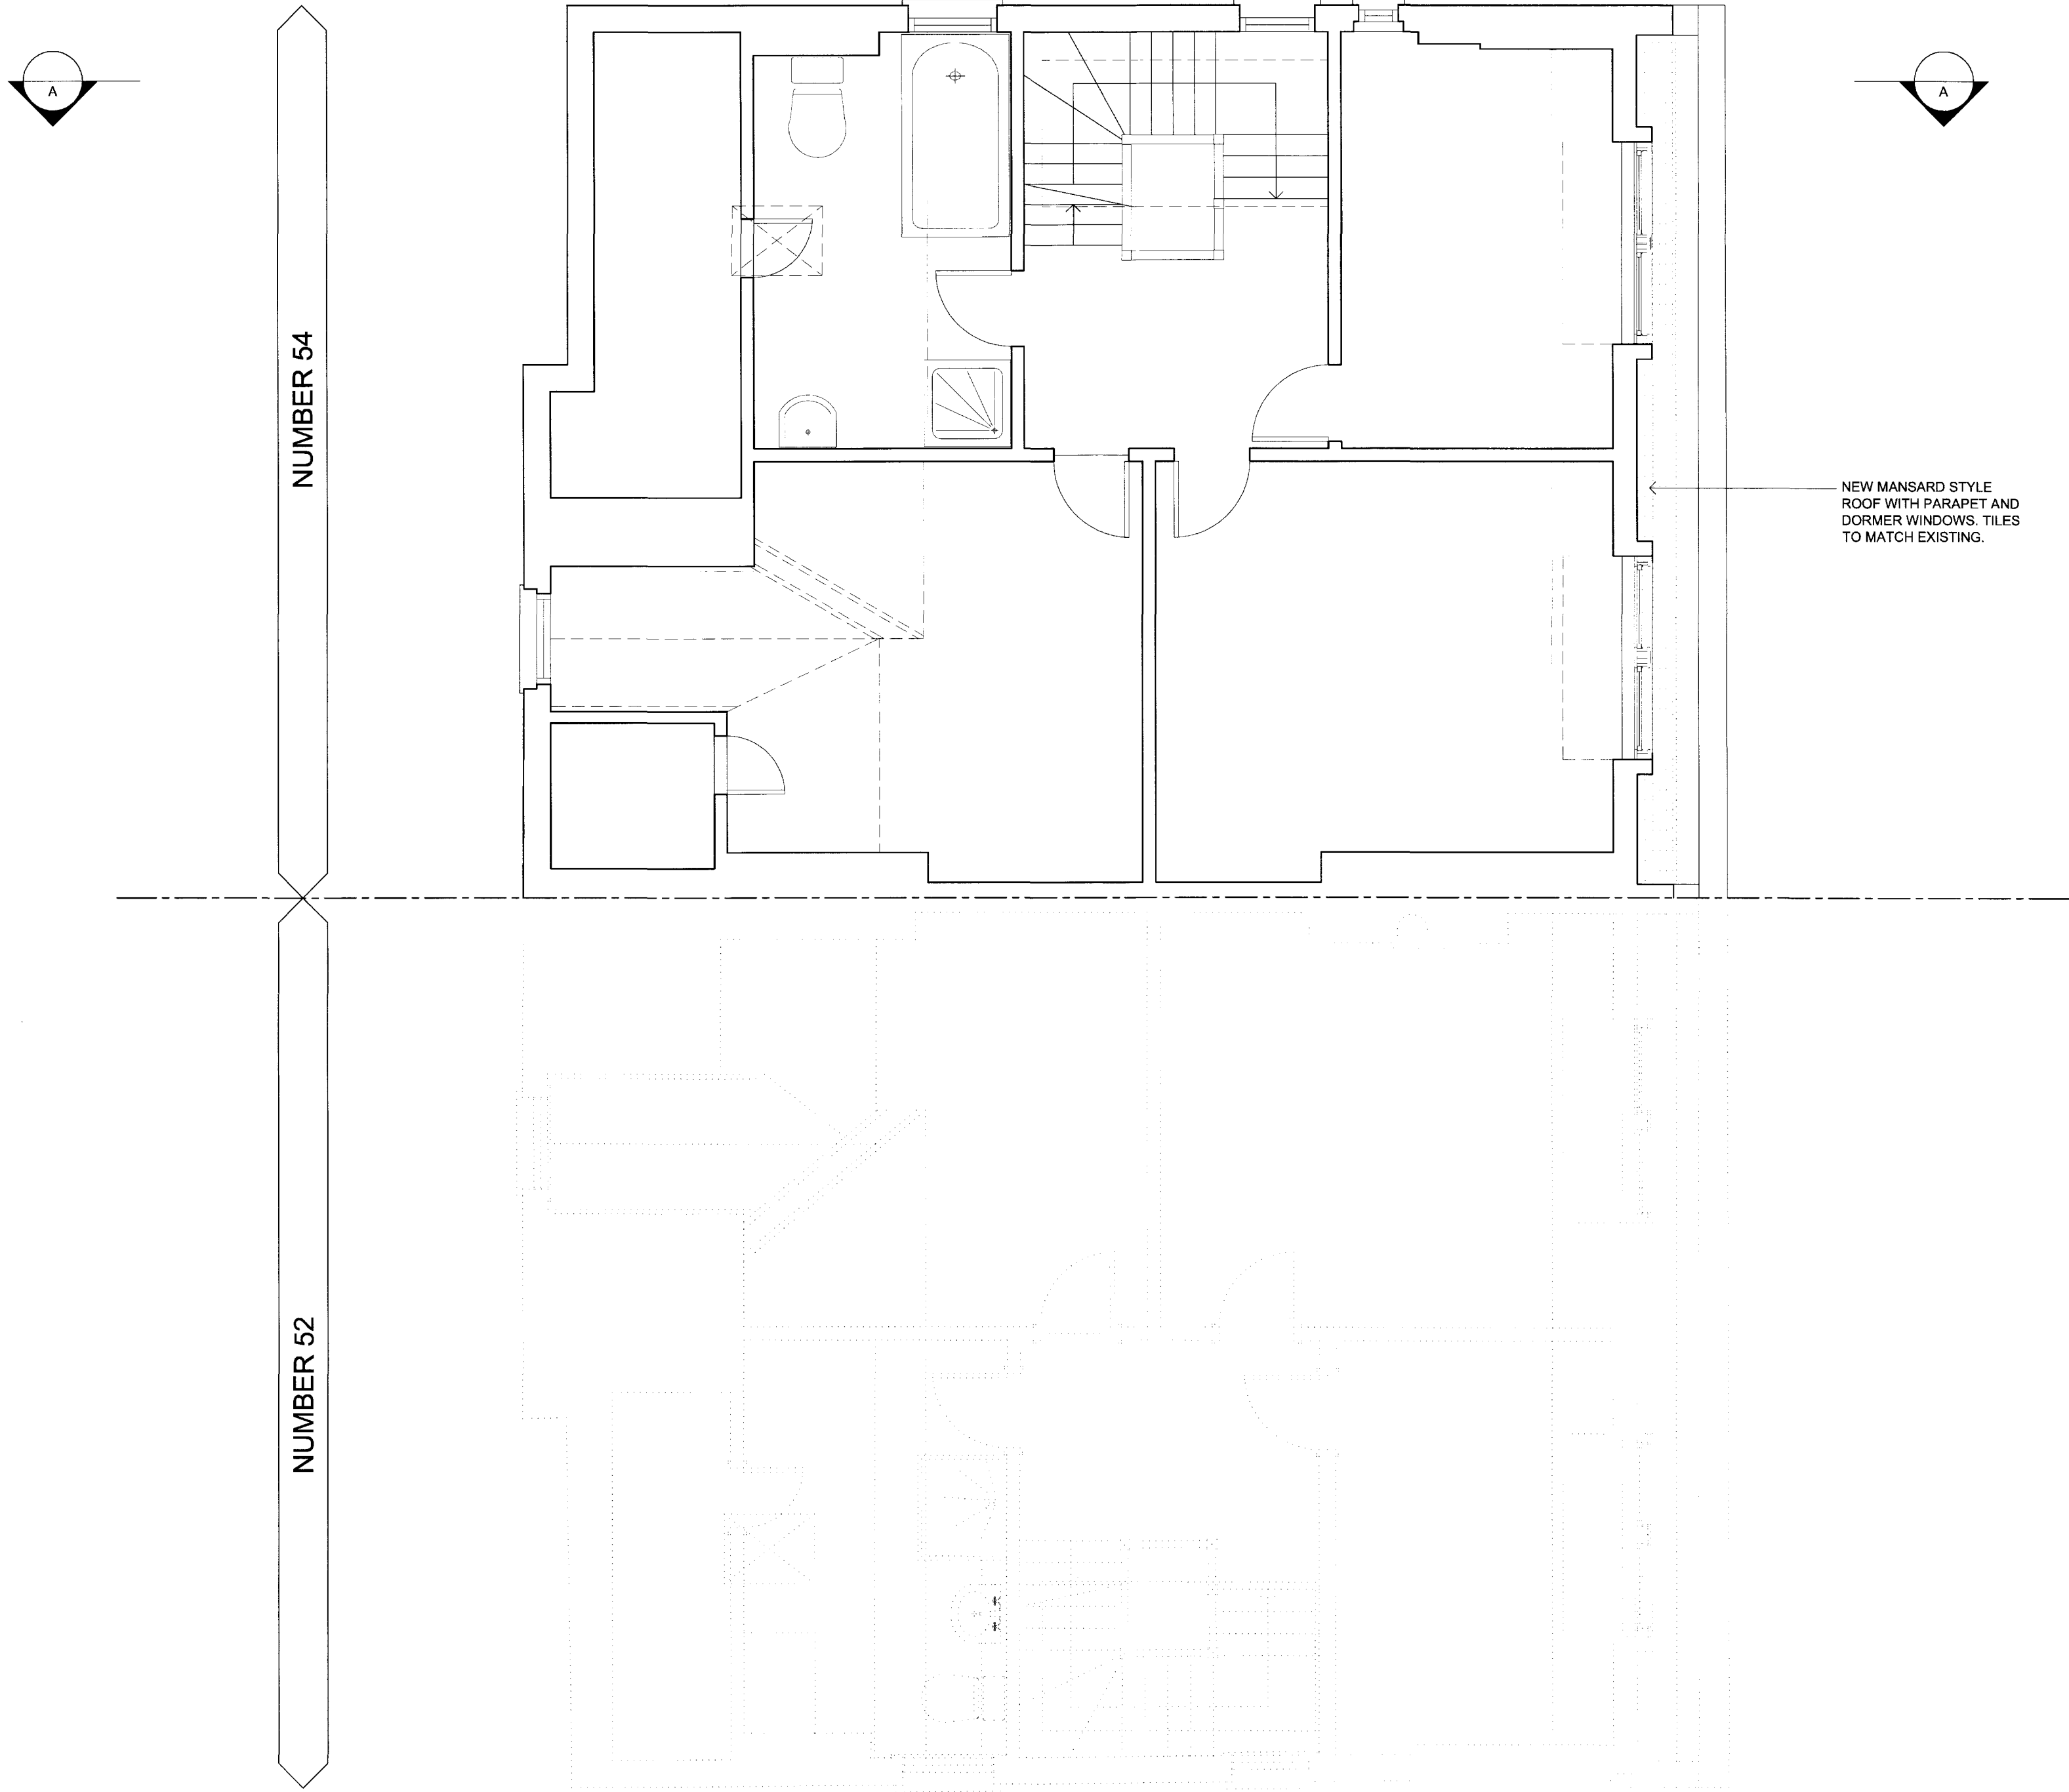 A
A
NUMBER 54
NEW MANSARD STYLE
ROOF WITH PARAPET AND
DORMER WINDOWS. TILES
TO MATCH EXISTING.
NUMBER 52